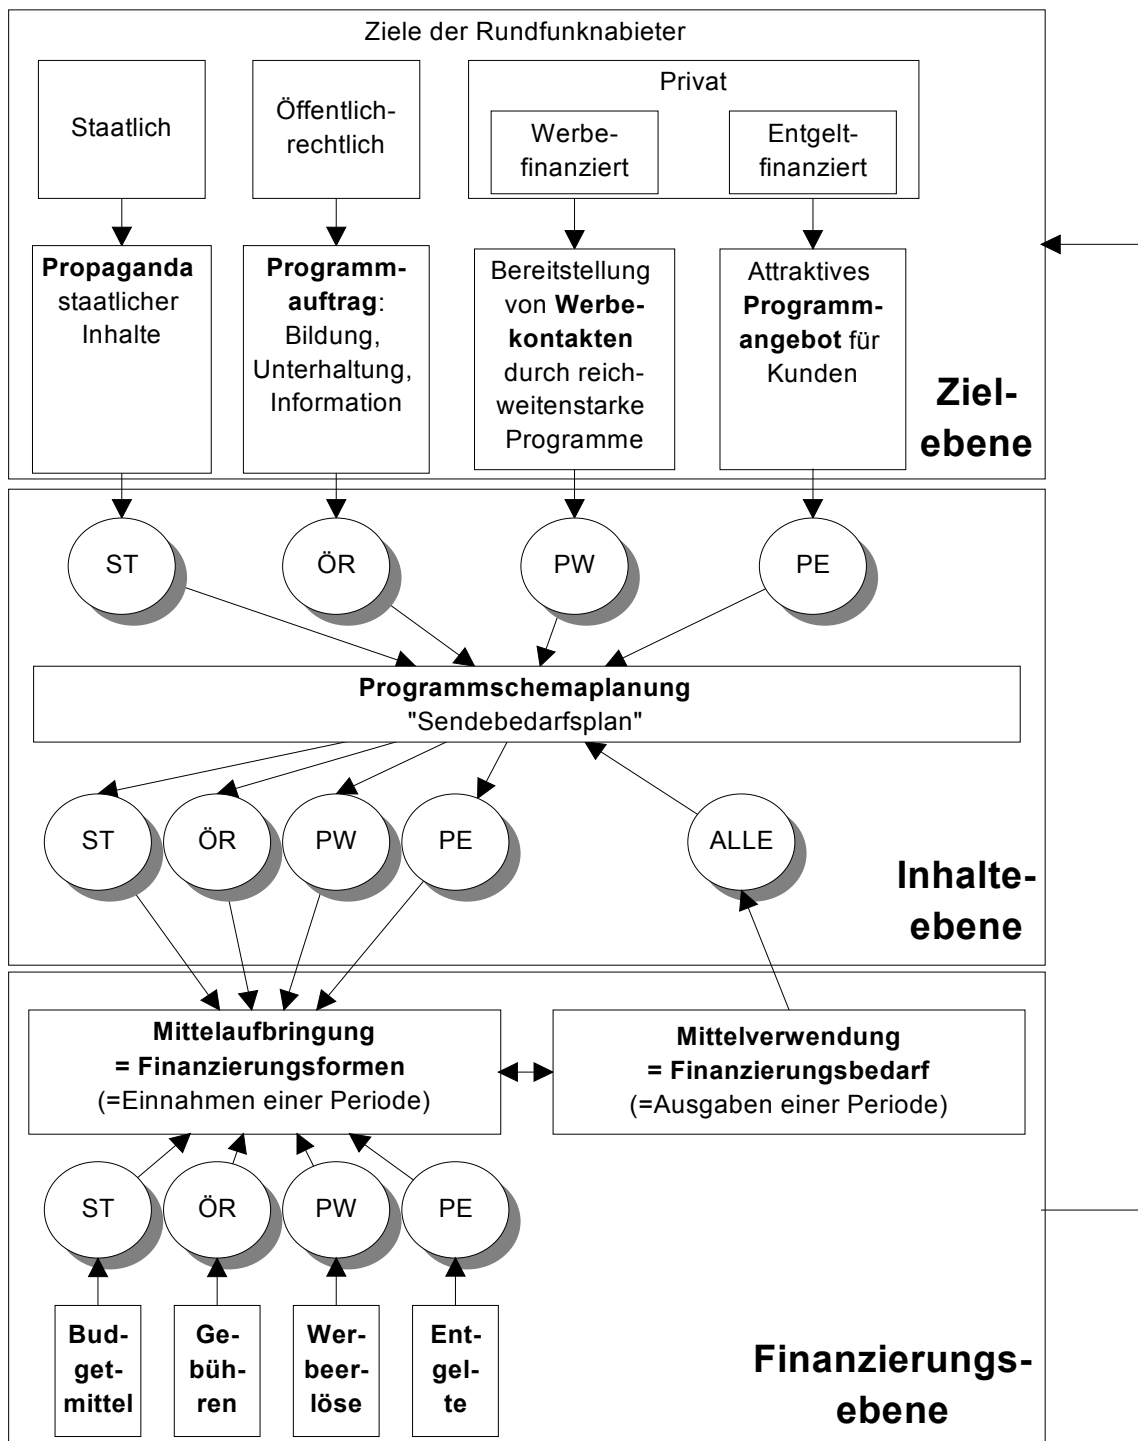 Ziele der Rundfunknabieter
Staatlich
Öffentlich-
rechtlich
Privat
Werbe-
finanziert
Entgelt-
finanziert
Propaganda
staatlicher
Inhalte
Programm-
auftrag:
Bildung,
Unterhaltung,
Information
Bereitstellung
von Werbe-
kontakten
durch reich-
weitenstarke
Programme
Attraktives
Programm-
angebot für
Kunden
Ziel-
ebene
ST
ÖR
PW
PE
Programmschemaplanung
"Sendebedarfsplan"
ST
ÖR
PW
PE
ALLE
Inhalte-
ebene
Mittelaufbringung
= Finanzierungsformen
(=Einnahmen einer Periode)
Mittelverwendung
= Finanzierungsbedarf
(=Ausgaben einer Periode)
ST
ÖR
PW
PE
Bud-
get-
mittel
Ge-
büh-
ren
Wer-
beer-
löse
Ent-
gel-
te
Finanzierungs-
ebene